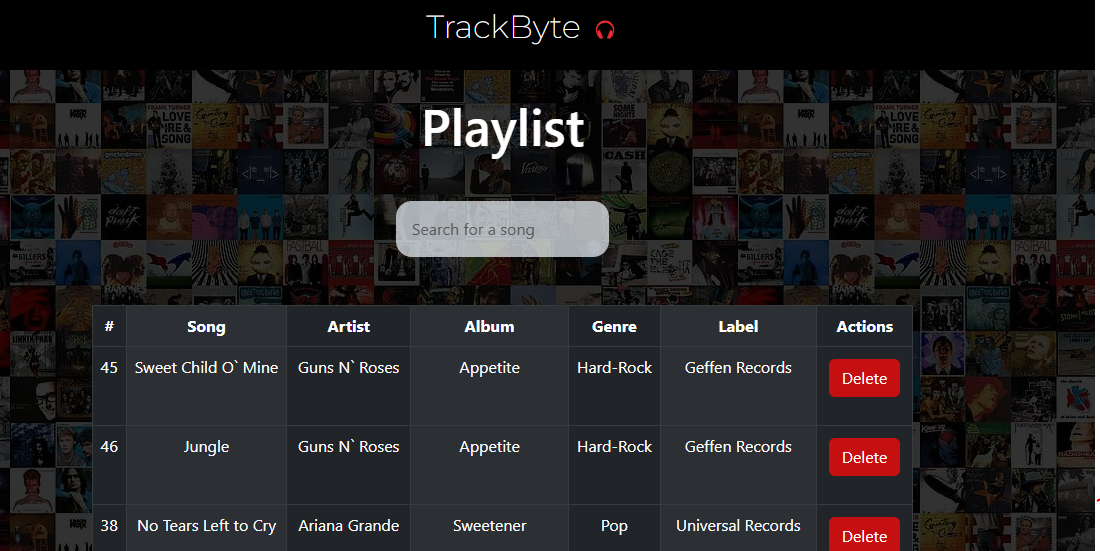 TrackByte
Playlist
Search for a song
# Song Artist Album Genre Label Actions
45 Sweet Child O` Mine Guns N` Roses Appetite Hard-Rock Geffen Records Delete
46 Jungle Guns N` Roses Appetite Hard-Rock Geffen Records Delete
38 No Tears Left to Cry Ariana Grande Sweetener Pop Universal Records Delete